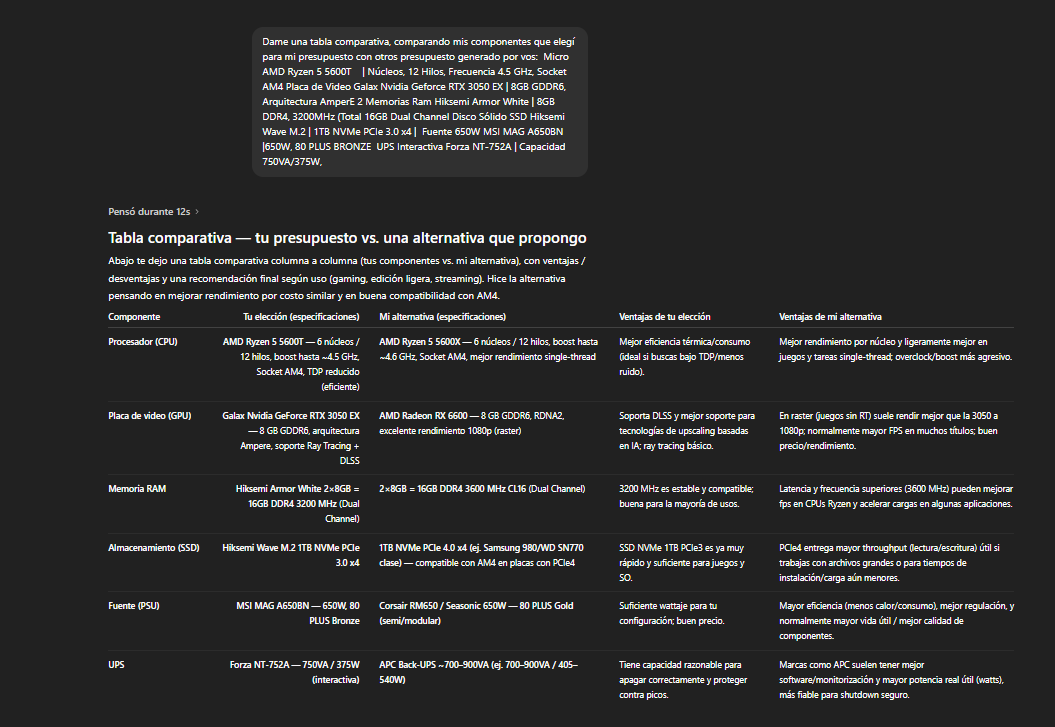 Dame una tabla comparativa, comparando mis componentes que elegí
para mi presupuesto con otros presupuesto generado por vos:  Micro
AMD Ryzen 5 5600T    | Núcleos, 12 Hilos, Frecuencia 4.5 GHz, Socket
AM4 Placa de Video Galax Nvidia Geforce RTX 3050 EX | 8GB GDDR6,
Arquitectura AmperE 2 Memorias Ram Hiksemi Armor White | 8GB
DDR4, 3200MHz (Total 16GB Dual Channel Disco Sólido SSD Hiksemi
Wave M.2 | 1TB NVMe PCIe 3.0 x4 |  Fuente 650W MSI MAG A650BN
|650W, 80 PLUS BRONZE  UPS Interactiva Forza NT-752A | Capacidad
750VA/375W,
Pensó durante 12s >
Tabla comparativa — tu presupuesto vs. una alternativa que propongo
Abajo te dejo una tabla comparativa columna a columna (tus componentes vs. mi alternativa), con ventajas /
desventajas y una recomendación final según uso (gaming, edición ligera, streaming). Hice la alternativa
pensando en mejorar rendimiento por costo similar y en buena compatibilidad con AM4.
Componente
Tu elección (especificaciones)
Mi alternativa (especificaciones)
Ventajas de tu elección
Ventajas de mi alternativa
Procesador (CPU)
AMD Ryzen 5 5600T — 6 núcleos /
12 hilos, boost hasta ~4.5 GHz,
Socket AM4, TDP reducido
(eficiente)
AMD Ryzen 5 5600X — 6 núcleos / 12 hilos, boost hasta
~4.6 GHz, Socket AM4, mejor rendimiento single-thread
Mejor eficiencia térmica/consumo
(ideal si buscas bajo TDP/menos
ruido).
Mejor rendimiento por núcleo y ligeramente mejor en
juegos y tareas single-thread; overclock/boost más agresivo.
Placa de video (GPU)
Galax Nvidia GeForce RTX 3050 EX
— 8 GB GDDR6, arquitectura
Ampere, soporte Ray Tracing +
DLSS
AMD Radeon RX 6600 — 8 GB GDDR6, RDNA2,
excelente rendimiento 1080p (raster)
Soporta DLSS y mejor soporte para
tecnologías de upscaling basadas
en IA; ray tracing básico.
En raster (juegos sin RT) suele rendir mejor que la 3050 a
1080p; normalmente mayor FPS en muchos títulos; buen
precio/rendimiento.
Memoria RAM
Hiksemi Armor White 2×8GB =
16GB DDR4 3200 MHz (Dual
Channel)
2×8GB = 16GB DDR4 3600 MHz CL16 (Dual Channel)
3200 MHz es estable y compatible;
buena para la mayoría de usos.
Latencia y frecuencia superiores (3600 MHz) pueden mejorar
fps en CPUs Ryzen y acelerar cargas en algunas aplicaciones.
Almacenamiento (SSD)
Hiksemi Wave M.2 1TB NVMe PCIe
3.0 x4
1TB NVMe PCIe 4.0 x4 (ej. Samsung 980/WD SN770
clase) — compatible con AM4 en placas con PCIe4
SSD NVMe 1TB PCIe3 es ya muy
rápido y suficiente para juegos y
SO.
PCIe4 entrega mayor throughput (lectura/escritura) útil si
trabajas con archivos grandes o para tiempos de
instalación/carga aún menores.
Fuente (PSU)
MSI MAG A650BN — 650W, 80
PLUS Bronze
Corsair RM650 / Seasonic 650W — 80 PLUS Gold
(semi/modular)
Suficiente wattaje para tu
configuración; buen precio.
Mayor eficiencia (menos calor/consumo), mejor regulación, y
normalmente mayor vida útil / mejor calidad de
componentes.
UPS
Forza NT-752A — 750VA / 375W
(interactiva)
APC Back-UPS ~700–900VA (ej. 700–900VA / 405–
540W)
Tiene capacidad razonable para
apagar correctamente y proteger
contra picos.
Marcas como APC suelen tener mejor
software/monitorización y mayor potencia real útil (watts),
más fiable para shutdown seguro.